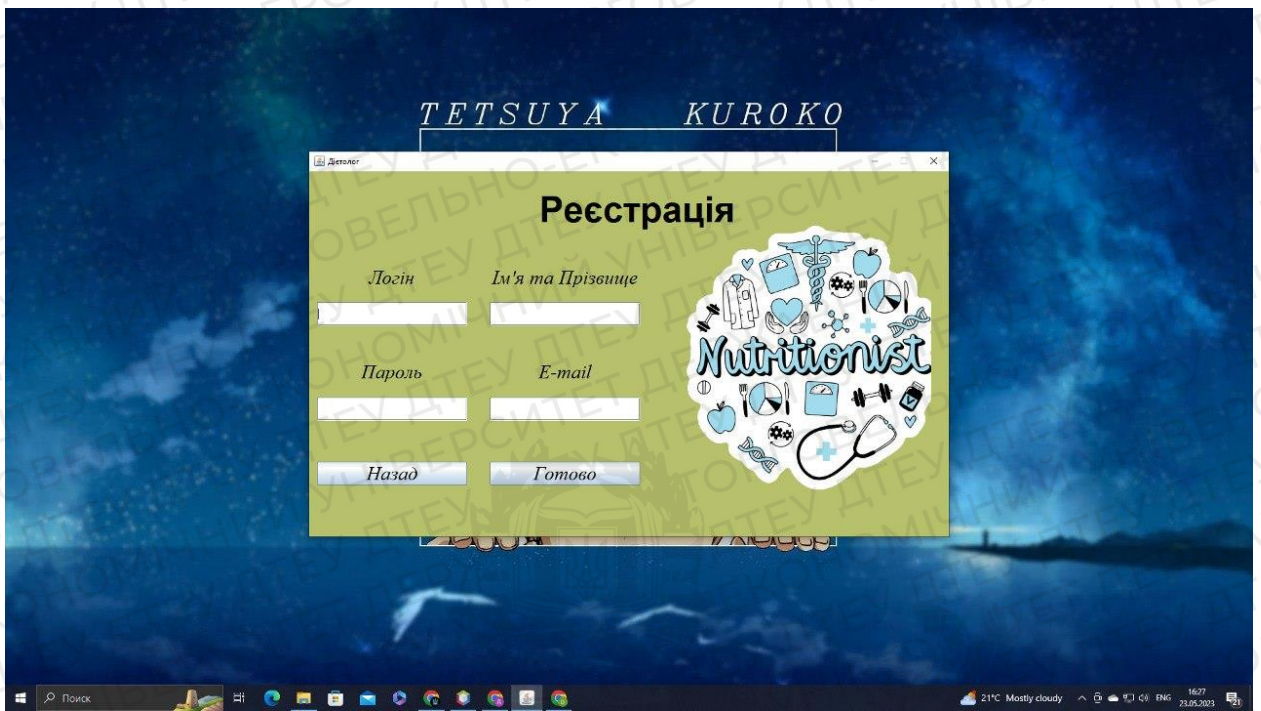 TETSUYA KUROKO
Дієтолог
Реєстрація
Логін Ім'я та Прізвище
Пароль E-mail
Назад Готово
Nutritionist
Поиск
21°C Mostly cloudy ENG 16:27
23.05.2023
21